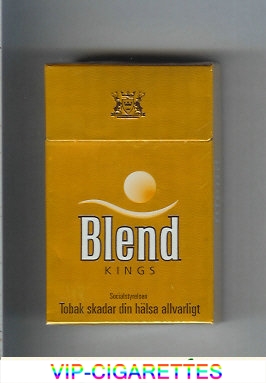 Blend
KINGS
Socialstyrelsen
Tobak skadar din hälsa allvarligt
VIP-CIGARETTES